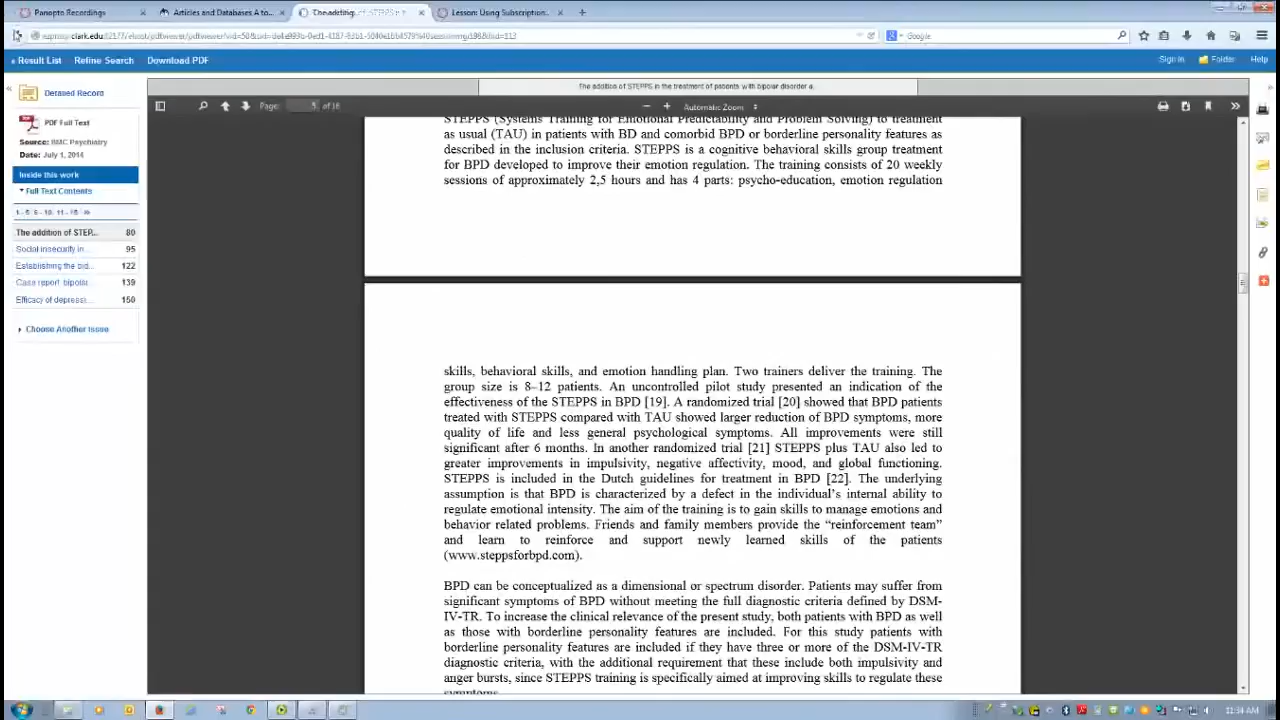 Panopto Recordings
Articles and Databases A to...
The addition of STEPPS in t...
Lesson: Using Subscription...
Google
Result List
Refine Search
Download PDF
Sign In
Folder
Help
The addition of STEPPS in the treatment of patients with bipolar disorder a.
Detailed Record
PDF Full Text
Source: BMC Psychiatry
Date: July 1, 2014
Inside this work
Full Text Contents
The addition of STEP... 80
Social insecurity in... 95
Establishing the bid... 122
Case report: bipolar... 139
Efficacy of depressi... 150
Choose Another Issue
Page: 5 of 16
Automatic Zoom
STEPPS (Systems Training for Emotional Predictability and Problem Solving) to treatment
as usual (TAU) in patients with BD and comorbid BPD or borderline personality features as
described in the inclusion criteria. STEPPS is a cognitive behavioral skills group treatment
for BPD developed to improve their emotion regulation. The training consists of 20 weekly
sessions of approximately 2,5 hours and has 4 parts: psycho-education, emotion regulation
skills, behavioral skills, and emotion handling plan. Two trainers deliver the training. The
group size is 8–12 patients. An uncontrolled pilot study presented an indication of the
effectiveness of the STEPPS in BPD [19]. A randomized trial [20] showed that BPD patients
treated with STEPPS compared with TAU showed larger reduction of BPD symptoms, more
quality of life and less general psychological symptoms. All improvements were still
significant after 6 months. In another randomized trial [21] STEPPS plus TAU also led to
greater improvements in impulsivity, negative affectivity, mood, and global functioning.
STEPPS is included in the Dutch guidelines for treatment in BPD [22]. The underlying
assumption is that BPD is characterized by a defect in the individual's internal ability to
regulate emotional intensity. The aim of the training is to gain skills to manage emotions and
behavior related problems. Friends and family members provide the “reinforcement team”
and learn to reinforce and support newly learned skills of the patients
(www.steppsforbpd.com).
BPD can be conceptualized as a dimensional or spectrum disorder. Patients may suffer from
significant symptoms of BPD without meeting the full diagnostic criteria defined by DSM-
IV-TR. To increase the clinical relevance of the present study, both patients with BPD as well
as those with borderline personality features are included. For this study patients with
borderline personality features are included if they have three or more of the DSM-IV-TR
diagnostic criteria, with the additional requirement that these include both impulsivity and
anger bursts, since STEPPS training is specifically aimed at improving skills to regulate these
symptoms.
11:34 AM